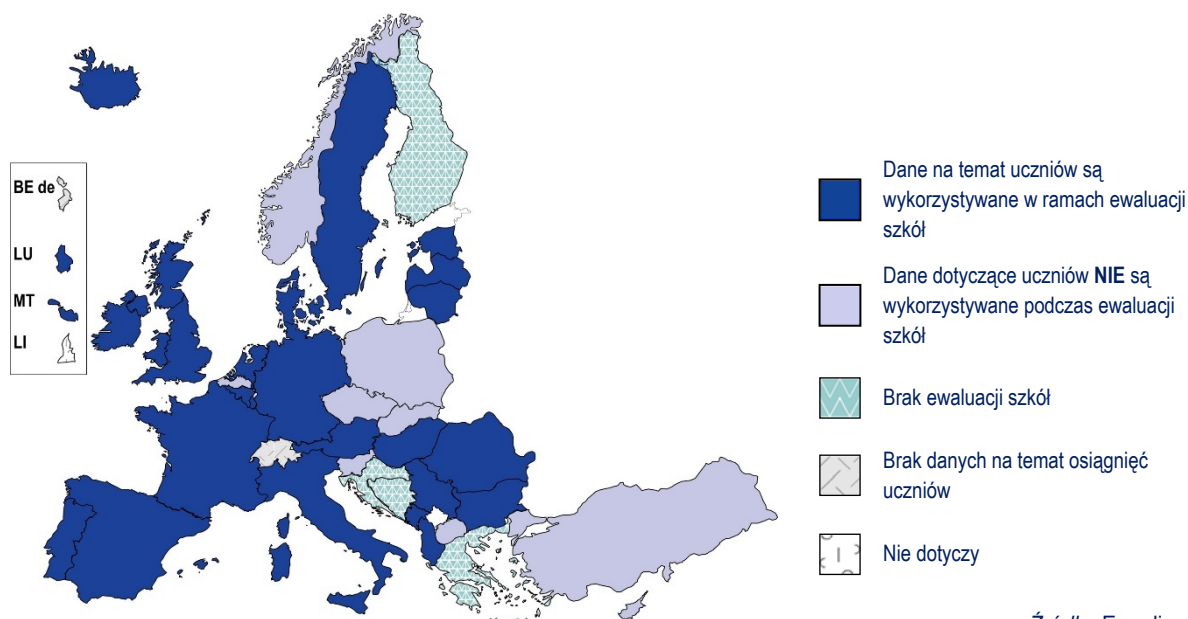 BE de
LU
MT
LI
Dane na temat uczniów są
wykorzystywane w ramach ewaluacji
szkół
Dane dotyczące uczniów NIE są
wykorzystywane podczas ewaluacji
szkół
Brak ewaluacji szkół
Brak danych na temat osiągnięć
uczniów
Nie dotyczy